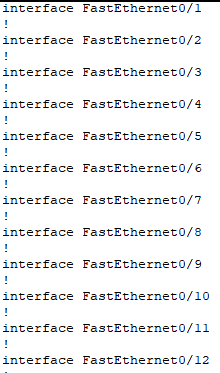 interface FastEthernet0/1
!
interface FastEthernet0/2
!
interface FastEthernet0/3
!
interface FastEthernet0/4
!
interface FastEthernet0/5
!
interface FastEthernet0/6
!
interface FastEthernet0/7
!
interface FastEthernet0/8
!
interface FastEthernet0/9
!
interface FastEthernet0/10
!
interface FastEthernet0/11
!
interface FastEthernet0/12
!